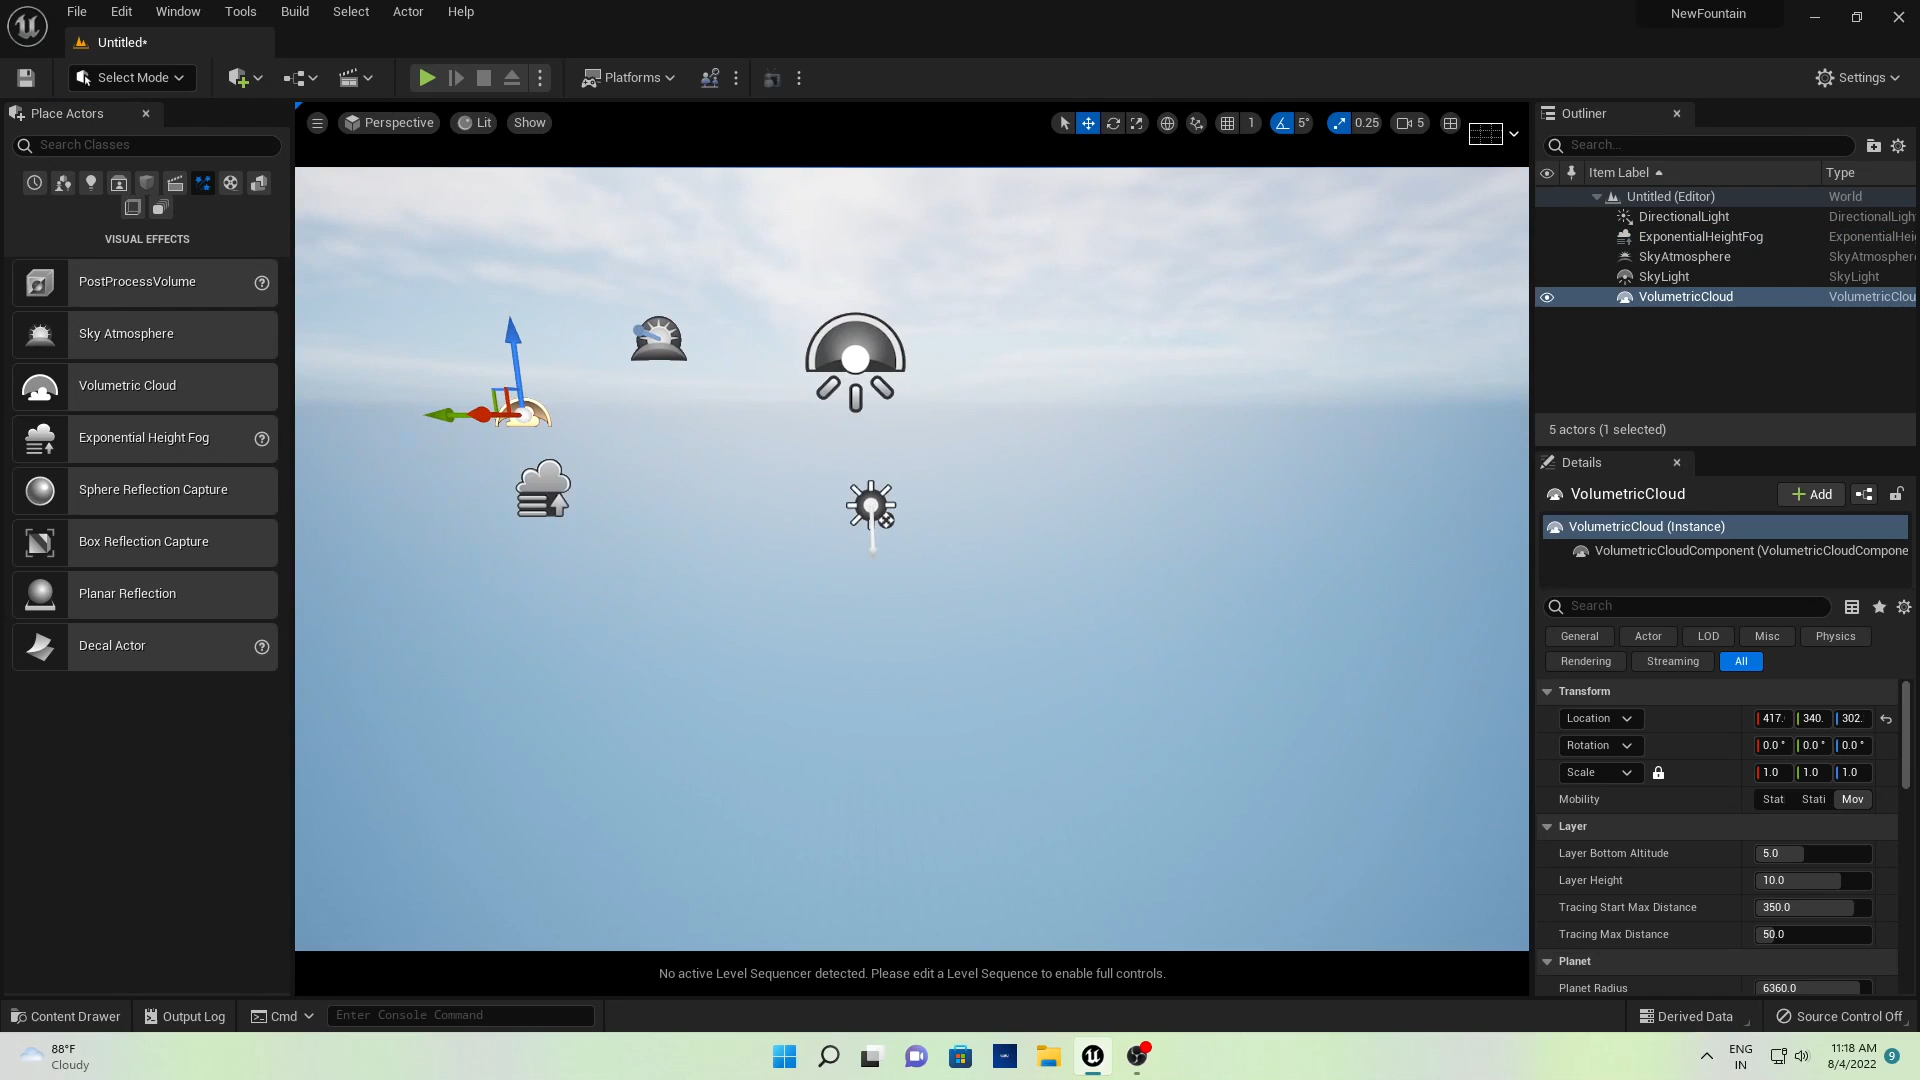 File Edit Window Tools Build Select Actor Help
NewFountain
Untitled*
Select Mode
Platforms
Settings
Place Actors
Search Classes
VISUAL EFFECTS
PostProcessVolume
Sky Atmosphere
Volumetric Cloud
Exponential Height Fog
Sphere Reflection Capture
Box Reflection Capture
Planar Reflection
Decal Actor
Perspective Lit Show
1 5° 0.25 5
No active Level Sequencer detected. Please edit a Level Sequence to enable full controls.
Outliner
Search...
Item Label Type
Untitled (Editor) World
DirectionalLight DirectionalLigh
ExponentialHeightFog ExponentialHei
SkyAtmosphere SkyAtmosphere
SkyLight SkyLight
VolumetricCloud VolumetricClou
5 actors (1 selected)
Details
VolumetricCloud
Add
VolumetricCloud (Instance)
VolumetricCloudComponent (VolumetricCloudCompone
Search
General Actor LOD Misc Physics
Rendering Streaming All
Transform
Location 417. 340. 302.
Rotation 0.0 ° 0.0 ° 0.0 °
Scale 1.0 1.0 1.0
Mobility Stati Stati Mov
Layer
Layer Bottom Altitude 5.0
Layer Height 10.0
Tracing Start Max Distance 350.0
Tracing Max Distance 50.0
Planet
Planet Radius 6360.0
Content Drawer Output Log Cmd Enter Console Command
Derived Data Source Control Off
88°F
Cloudy
ENG
IN
11:18 AM
8/4/2022
9